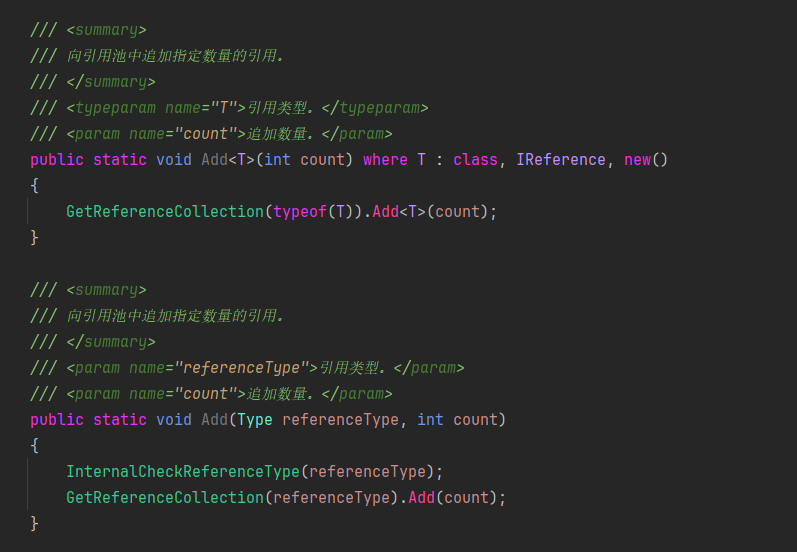 /// <summary>
/// 向引用池中追加指定数量的引用。
/// </summary>
/// <typeparam name="T">引用类型。</typeparam>
/// <param name="count">追加数量。</param>
public static void Add<T>(int count) where T : class, IReference, new()
{
    GetReferenceCollection(typeof(T)).Add<T>(count);
}

/// <summary>
/// 向引用池中追加指定数量的引用。
/// </summary>
/// <param name="referenceType">引用类型。</param>
/// <param name="count">追加数量。</param>
public static void Add(Type referenceType, int count)
{
    InternalCheckReferenceType(referenceType);
    GetReferenceCollection(referenceType).Add(count);
}